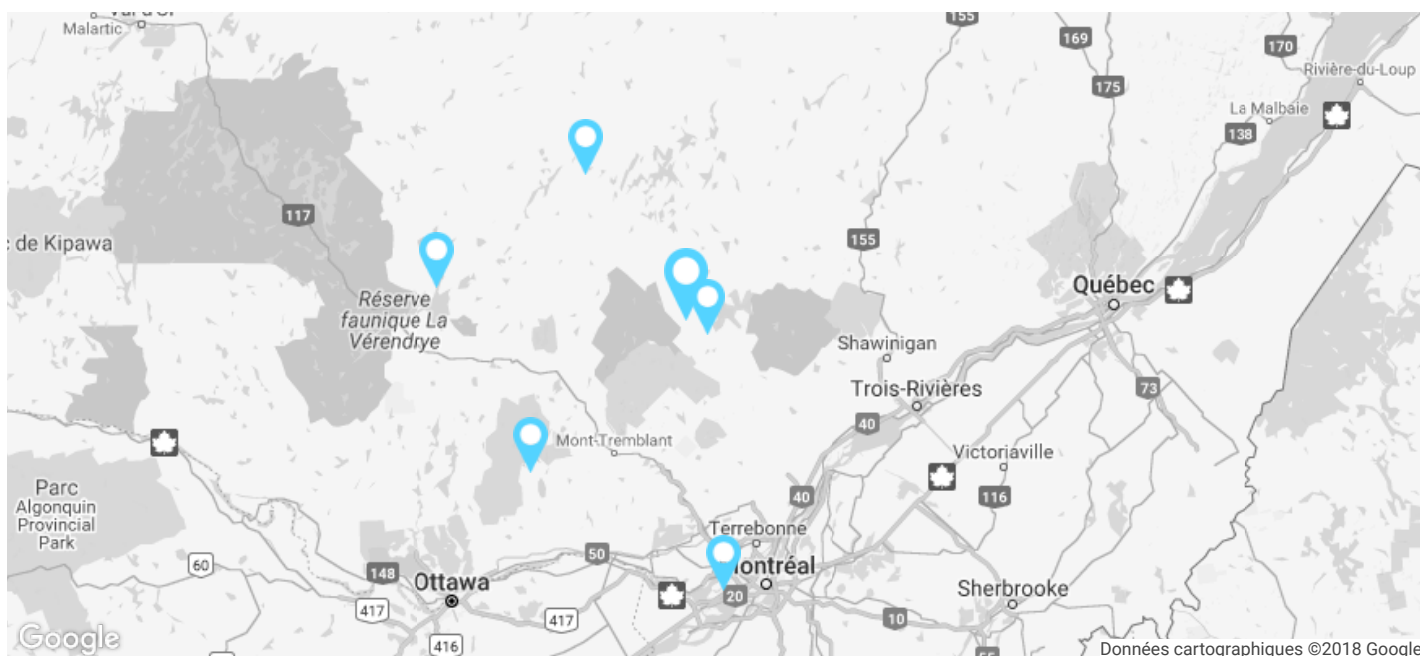 Malartic
155
169
170
Rivière-du-Loup
175
La Malbaie
138
117
c de Kipawa
155
Québec
Réserve
faunique La
Vérendrye
Shawinigan
Trois-Rivières
73
40
Mont-Tremblant
Victoriaville
Parc
Algonquin
Provincial
Park
40
116
Terrebonne
50
60
148
Ottawa
ontréal
20
Sherbrooke
417
417
10
416
55
Google
Données cartographiques ©2018 Google